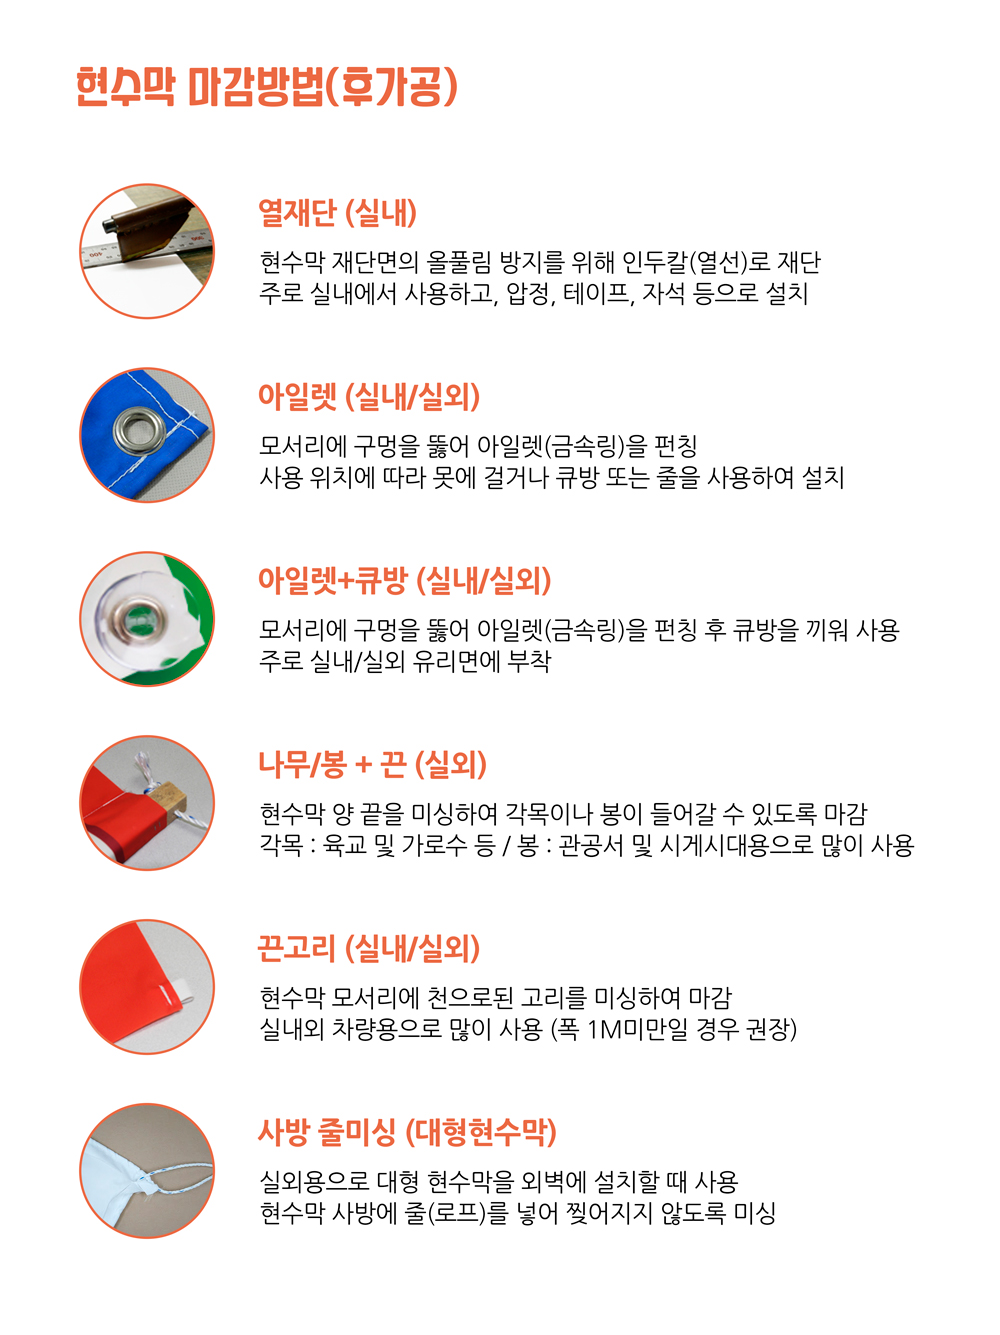 현수막 마감방법(후가공)
열재단 (실내)
현수막 재단면의 올풀림 방지를 위해 인두칼(열선)로 재단
주로 실내에서 사용하고, 압정, 테이프, 자석 등으로 설치
아일렛 (실내/실외)
모서리에 구멍을 뚫어 아일렛(금속링)을 펀칭
사용 위치에 따라 못에 걸거나 큐방 또는 줄을 사용하여 설치
아일렛+큐방 (실내/실외)
모서리에 구멍을 뚫어 아일렛(금속링)을 펀칭 후 큐방을 끼워 사용
주로 실내/실외 유리면에 부착
나무/봉 + 끈 (실외)
현수막 양 끝을 미싱하여 각목이나 봉이 들어갈 수 있도록 마감
각목 : 육교 및 가로수 등 / 봉 : 관공서 및 시게시대용으로 많이 사용
끈고리 (실내/실외)
현수막 모서리에 천으로된 고리를 미싱하여 마감
실내외 차량용으로 많이 사용 (폭 1M미만일 경우 권장)
사방 줄미싱 (대형현수막)
실외용으로 대형 현수막을 외벽에 설치할 때 사용
현수막 사방에 줄(로프)를 넣어 찢어지지 않도록 미싱